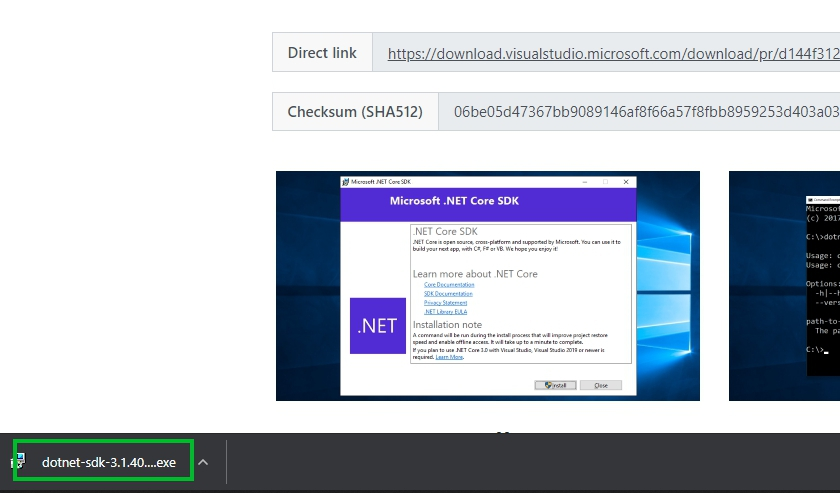 Direct link
https://download.visualstudio.microsoft.com/download/pr/d144f312
Checksum (SHA512)
06be05d47367bb9089146af8f66a57f8fbb8959253d403a03
Microsoft .NET Core SDK
Microsoft .NET Core SDK
.NET Core SDK
.NET Core is open source, cross-platform and supported by Microsoft. You can use it to
build your next app, with C#, F# or VB. We hope you enjoy it!
Learn more about .NET Core
Core Documentation
SDK Documentation
Privacy Statement
.NET Library EULA
.NET
Installation note
A command will be run during the install process that will improve project restore
speed and enable offline access. It will take up to a minute to complete.
If you plan to use .NET Core 3.0 with Visual Studio, Visual Studio 2019 or newer is
required. Learn More.
Install
Close
Microsof
(c) 2017
C:\>dotn
Usage: d
Usage: d
Options:
-h|--h
--vers
path-to-
The pa
C:\>
dotnet-sdk-3.1.40....exe